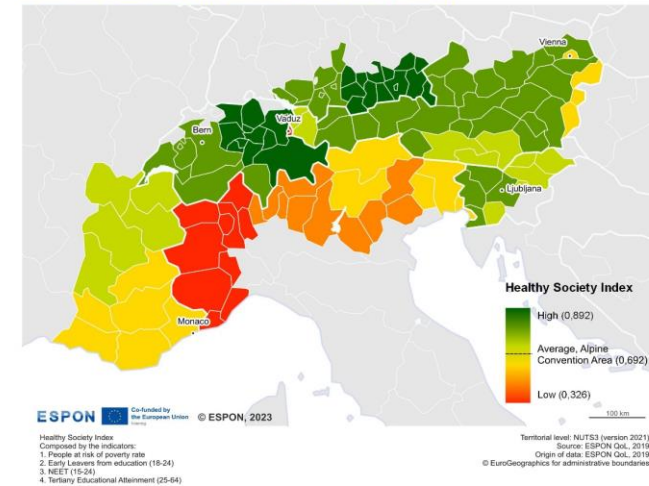 Vienna
Vaduz
Bern
Ljubljana
Monaco
Healthy Society Index
High (0,892)
Average, Alpine
Convention Area (0,692)
Low (0,326)
100 km
ESPON
Co-funded by
the European Union
Interreg
© ESPON, 2023
Healthy Society Index
Composed by the indicators:
1. People at risk of poverty rate
2. Early Leavers from education (18-24)
3. NEET (15-24)
4. Tertiany Educational Attainment (25-64)
Territorial level: NUTS3 (version 2021)
Source: ESPON QoL, 2019
Origin of data: ESPON QoL, 2019
© EuroGeographics for administrative boundaries